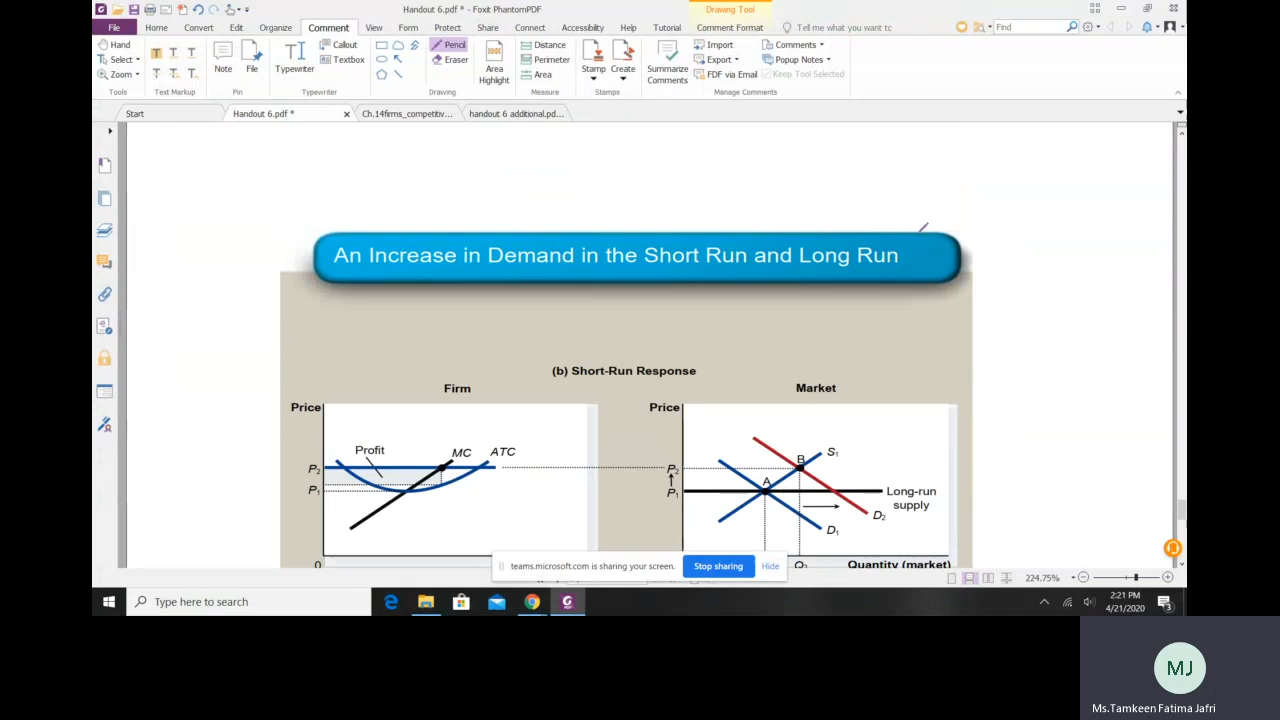 Handout 6.pdf * - Foxit PhantomPDF
Drawing Tool
File Home Convert Edit Organize Comment View Form Protect Share Connect Accessibility Help Tutorial Comment Format Tell me what you want tc Find
Hand
Select
Zoom
Tools
Text Markup
Note
File
Pin
Typewriter
Callout
Textbox
Typewriter
Pencil
Eraser
Area Highlight
Drawing
Distance
Perimeter
Area
Measure
Stamp
Create
Stamps
Summarize Comments
Import
Export
FDF via Email
Comments
Popup Notes
Keep Tool Selected
Manage Comments
Start
Handout 6.pdf *
Ch.14firms_competitiv...
handout 6 additional.pd...
An Increase in Demand in the Short Run and Long Run
(b) Short-Run Response
Firm
Market
Price
Profit
MC
ATC
P2
P1
0
Price
P2
P1
A
B
S1
Long-run supply
D2
D1
Quantity (market)
teams.microsoft.com is sharing your screen.
Stop sharing
Hide
224.75%
Type here to search
2:21 PM
4/21/2020
3
MJ
Ms.Tamkeen Fatima Jafri